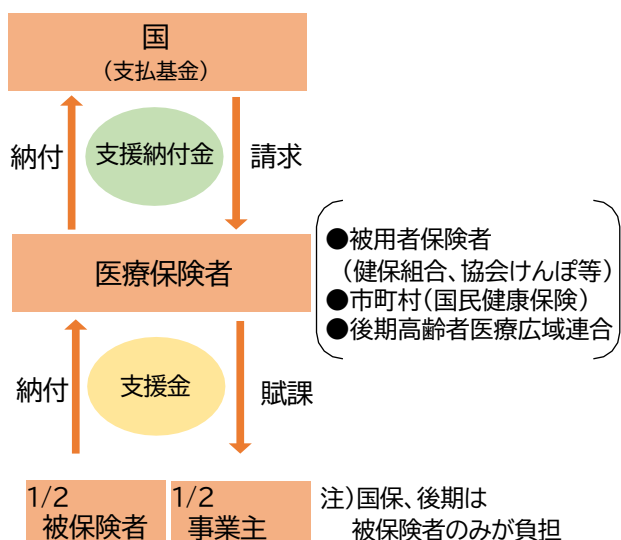 国
（支払基金）
納付
支援納付金
請求
医療保険者
●被用者保険者
（健保組合、協会けんぽ等）
●市町村（国民健康保険）
●後期高齢者医療広域連合
納付
支援金
賦課
1/2
被保険者
1/2
事業主
注）国保、後期は
被保険者のみが負担